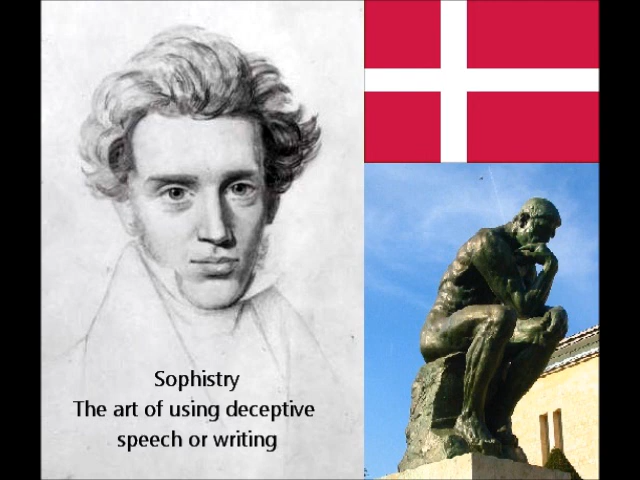 Sophistry
The art of using deceptive
speech or writing